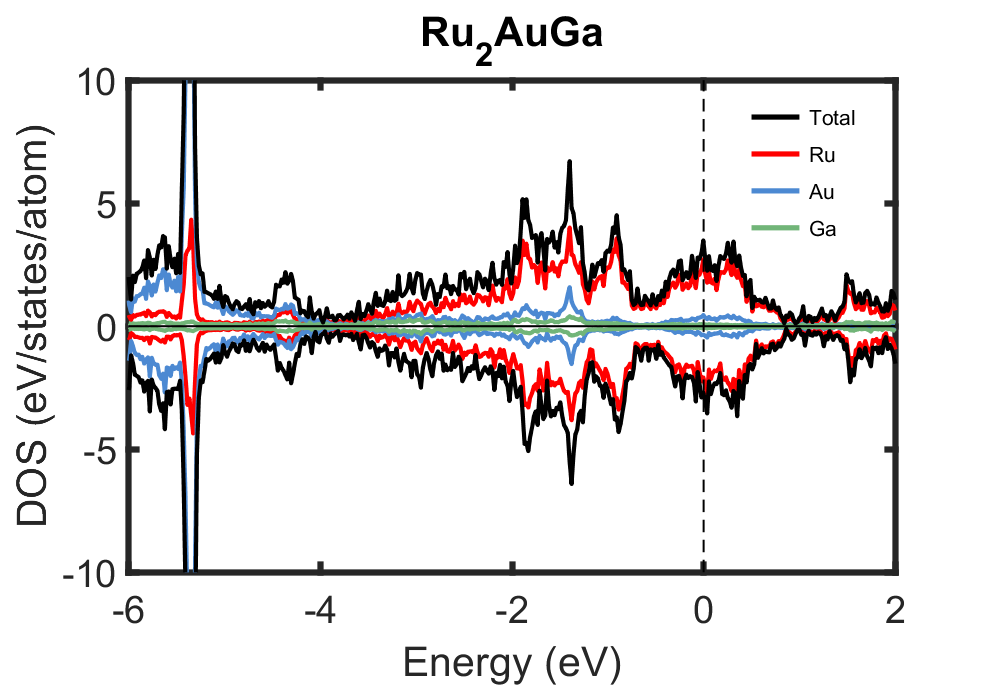 Ru₂AuGa
DOS (eV/states/atom)
10
5
0
-5
-10
Total
Ru
Au
Ga
-6 -4 -2 0 2
Energy (eV)